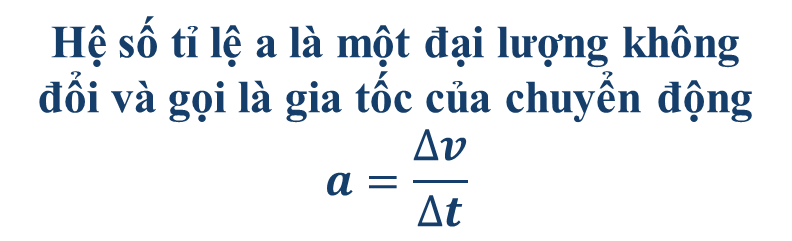 Hệ số tỉ lệ a là một đại lượng không
đổi và gọi là gia tốc của chuyển động
a = Δv/Δt